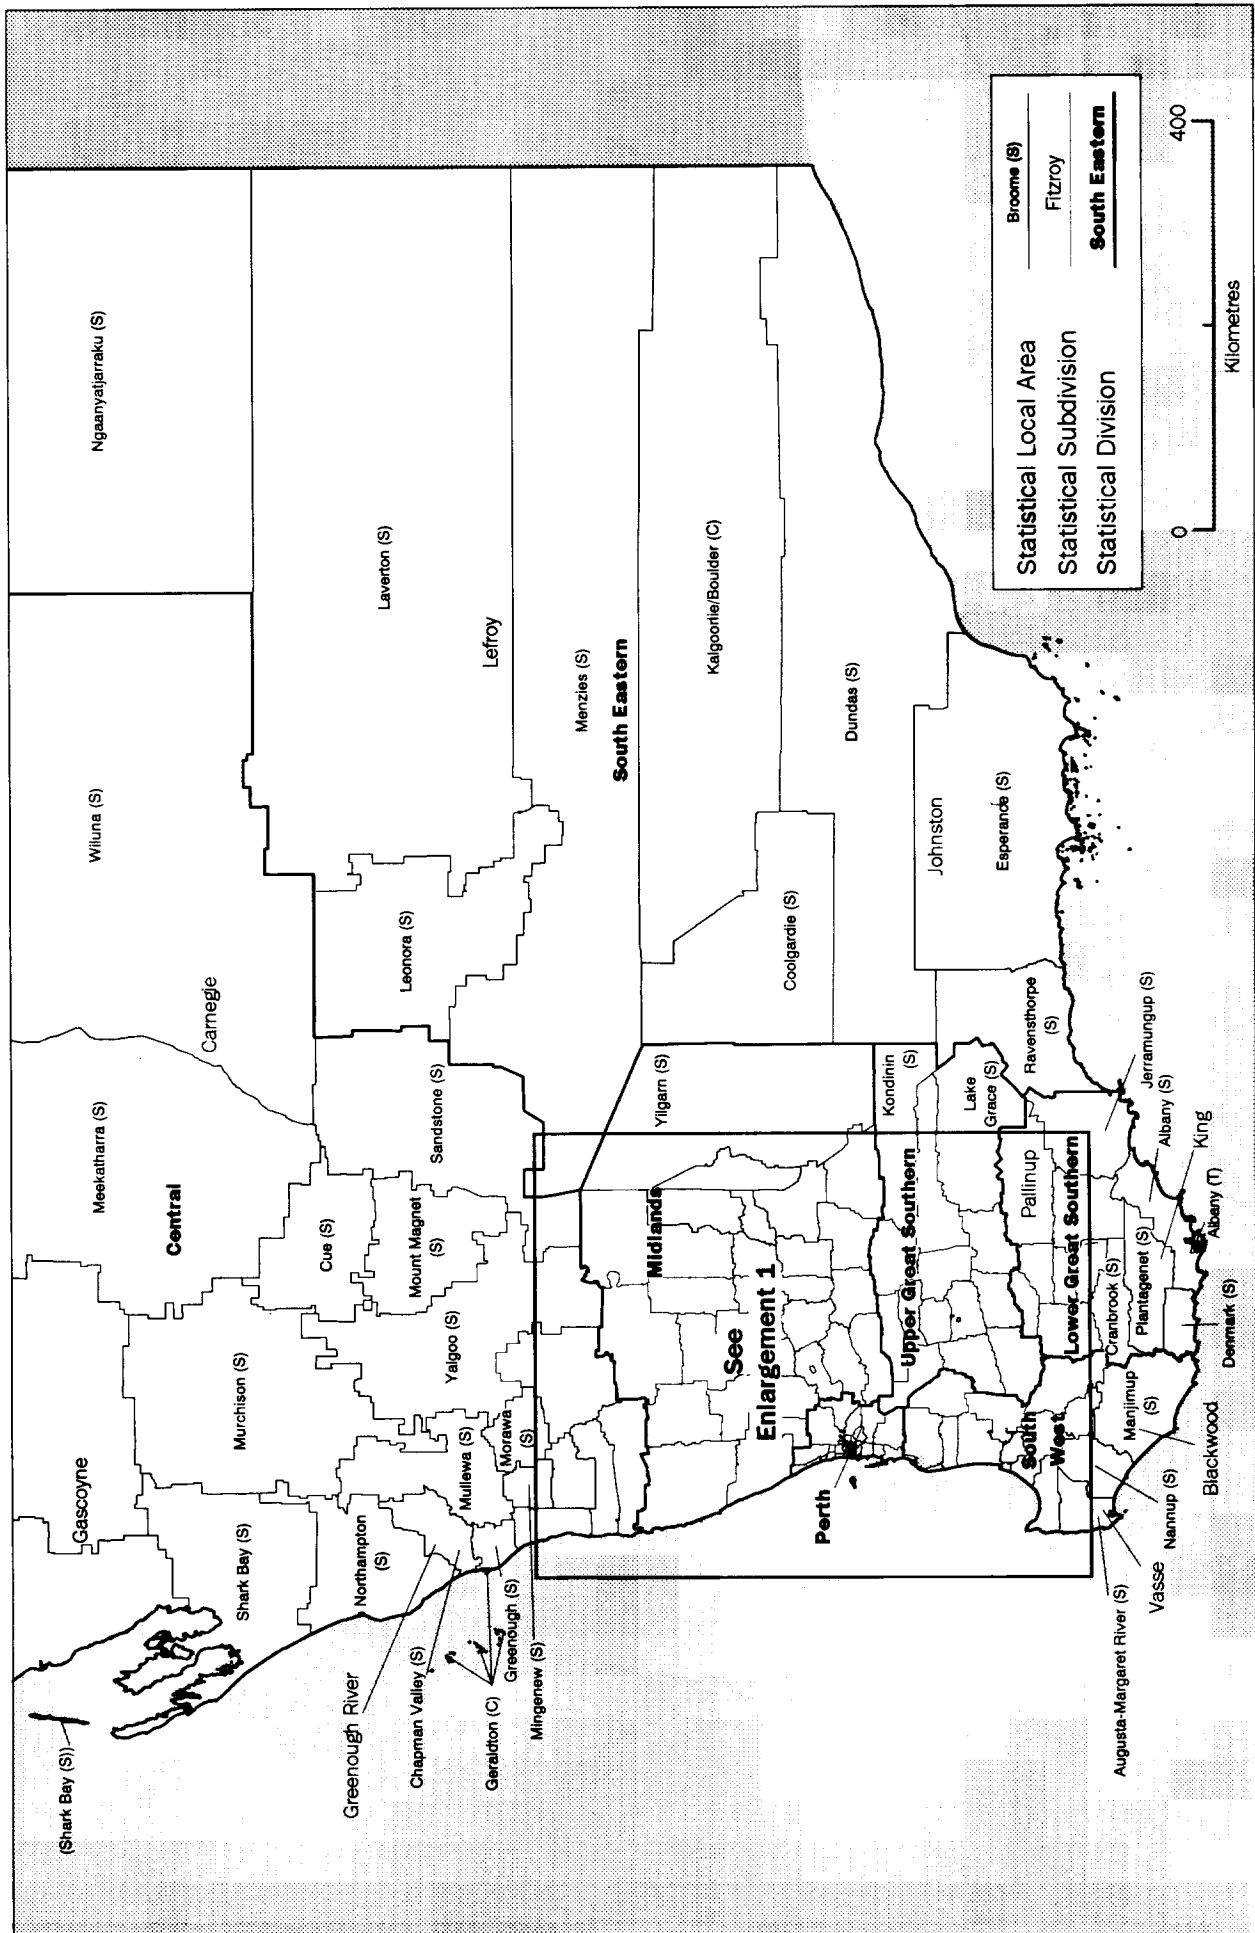 (Shark Bay (S))
Gascoyne
Meekatharra (S)
Wiluna (S)
Ngaanyatjarraku (S)
Central
Carnegie
Shark Bay (S)
Murchison (S)
Cue (S)
Northampton
(S)
Greenough River
Mount Magnet
(S)
Sandstone (S)
Leonora (S)
Laverton (S)
Lefroy
Chapman Valley (S)
Mullewa (S)
Yalgoo (S)
Geraldton (C)
Greenough (S)
Mingenew (S)
Morawa
(S)
Menzies (S)
South Eastern
Midlands
Yilgarn (S)
Kalgoorlie/Boulder (C)
See
Enlargement 1
Coolgardie (S)
Dundas (S)
Perth
Upper Great Southern
Kondinin
(S)
Johnston
Lake
Grace (S)
Esperance (S)
South
West
Pallinup
Ravensthorpe
(S)
Lower Great Southern
Augusta-Margaret River (S)
Vasse
Nannup (S)
Blackwood
Manjimup
(S)
Cranbrook (S)
Plantagenet (S)
Denmark (S)
Albany (T)
King
Albany (S)
Jerramungup (S)
Statistical Local Area
Broome (S)
Statistical Subdivision
Fitzroy
Statistical Division
South Eastern
0
400
Kilometres